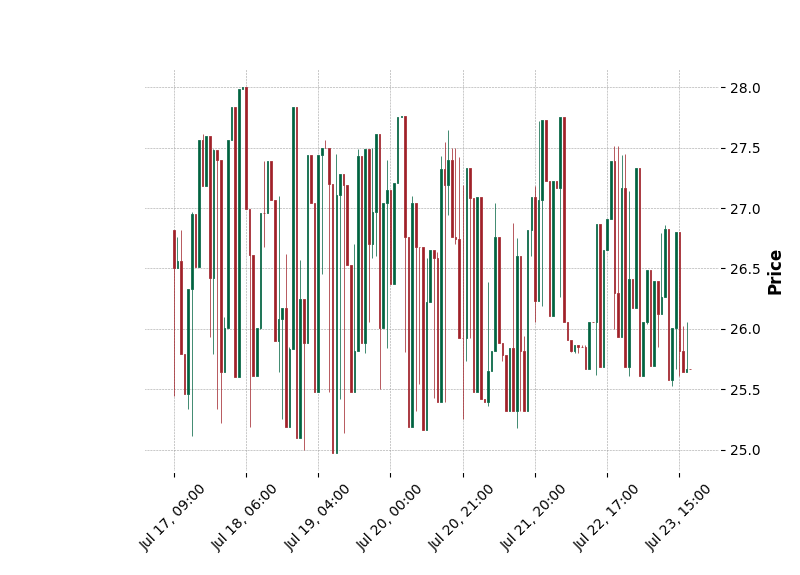 28.0
27.5
27.0
26.5
26.0
25.5
25.0
Price
Jul 17, 09:00
Jul 18, 06:00
Jul 19, 04:00
Jul 20, 00:00
Jul 20, 21:00
Jul 21, 20:00
Jul 22, 17:00
Jul 23, 15:00